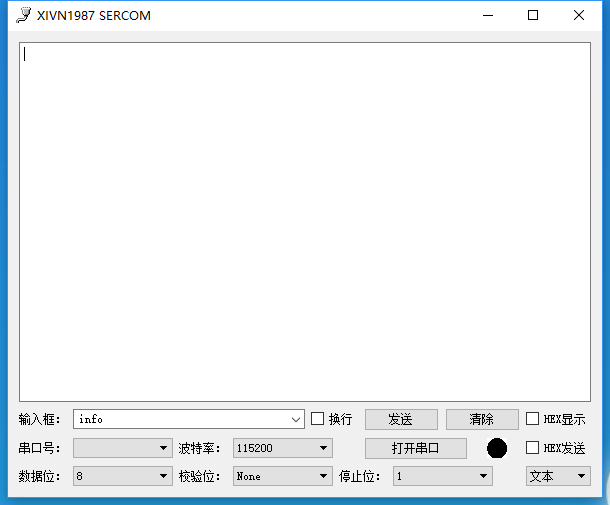 XIVN1987 SERCOM
输入框： info 换行 发送 清除 HEX显示
串口号： 波特率： 115200 打开串口 HEX发送
数据位： 8 校验位： None 停止位： 1 文本